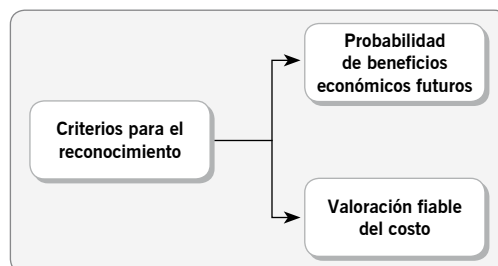 Probabilidad
de beneficios
económicos futuros
Criterios para el
reconocimiento
Valoración fiable
del costo